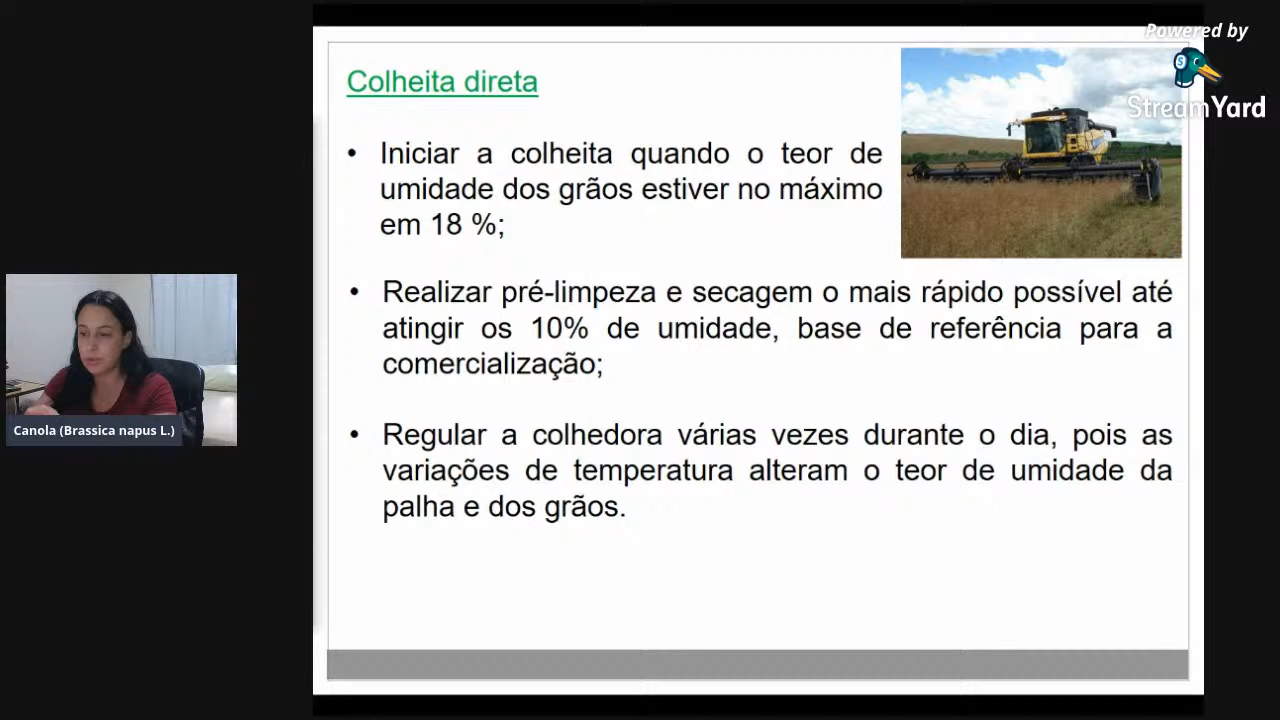 Powered by
StreamYard
Colheita direta
• Iniciar a colheita quando o teor de
umidade dos grãos estiver no máximo
em 18 %;
• Realizar pré-limpeza e secagem o mais rápido possível até
atingir os 10% de umidade, base de referência para a
comercialização;
• Regular a colhedora várias vezes durante o dia, pois as
variações de temperatura alteram o teor de umidade da
palha e dos grãos.
Canola (Brassica napus L.)